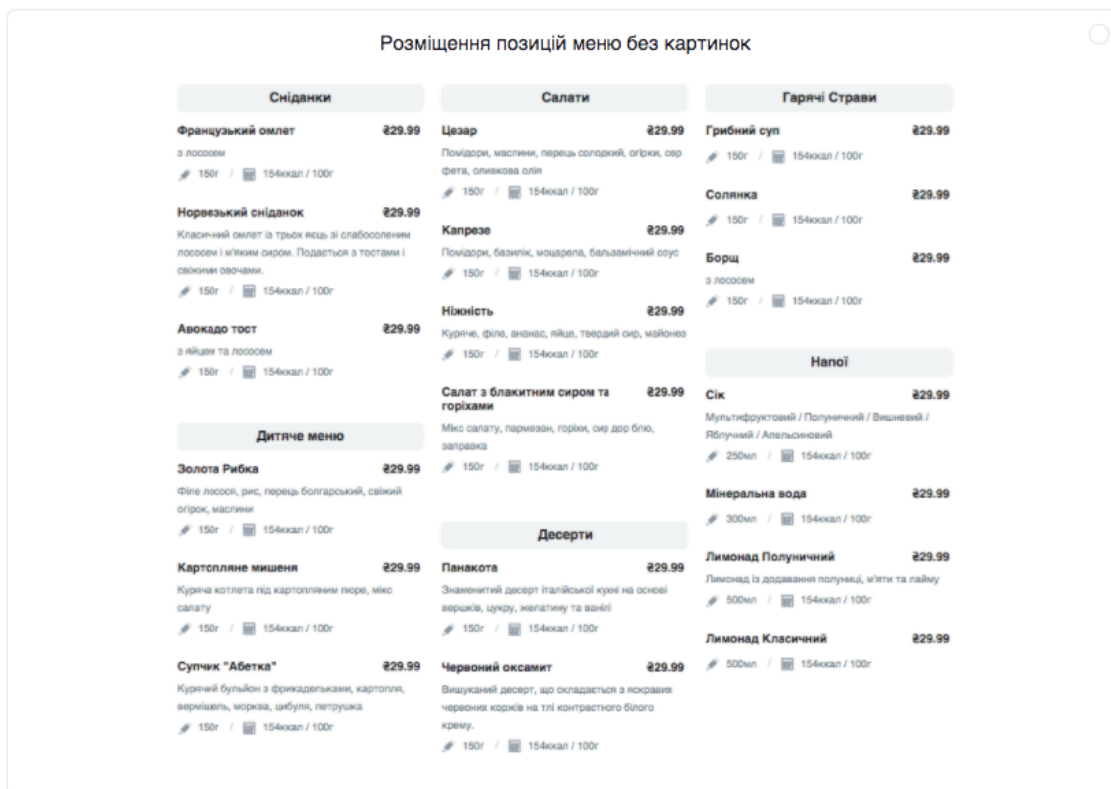 Розміщення позицій меню без картинок
Сніданки
Французький омлет ₴29.99
з лососем
150г / 154ккал / 100г
Норвезький сніданок ₴29.99
Класичний омлет із трьох яєць зі слабосоленим
лососем і м'яким сиром. Подається з тостами і
свіжими овочами.
150г / 154ккал / 100г
Авокадо тост ₴29.99
з яйцем та лососем
150г / 154ккал / 100г
Дитяче меню
Золота Рибка ₴29.99
Філе лосося, рис, перець болгарський, свіжий
огірок, маслини
150г / 154ккал / 100г
Картопляне мишеня ₴29.99
Куряча котлета під картопляним пюре, мікс
салату
150г / 154ккал / 100г
Супчик "Абетка" ₴29.99
Курячий бульйон з фрикадельками, картопля,
вермішель, морква, цибуля, петрушка
150г / 154ккал / 100г
Салати
Цезар ₴29.99
Помідори, маслини, перець солодкий, огірки, сер
фета, оливкова олія
150г / 154ккал / 100г
Капрезе ₴29.99
Помідори, базилік, моцарела, бальзамічний соус
150г / 154ккал / 100г
Ніжність ₴29.99
Куряче, філе, ананас, яйце, твердий сир, майонез
150г / 154ккал / 100г
Салат з блакитним сиром та ₴29.99
горіхами
Мікс салату, пармезан, горіхи, сир дор блю,
заправка
150г / 154ккал / 100г
Десерти
Панакота ₴29.99
Знаменитий десерт італійської кухні на основі
вершків, цукру, желатину та ванілі
150г / 154ккал / 100г
Червоний оксамит ₴29.99
Вишуканий десерт, що складається з яскравих
червоних коржів на тлі контрастного білого
крему.
150г / 154ккал / 100г
Гарячі Страви
Грибний суп ₴29.99
150г / 154ккал / 100г
Солянка ₴29.99
150г / 154ккал / 100г
Борщ ₴29.99
з лососем
150г / 154ккал / 100г
Напої
Сік ₴29.99
Мультифруктовий / Полуничний / Вишневий /
Яблучний / Апельсиновий
250мл / 154ккал / 100г
Мінеральна вода ₴29.99
300мл / 154ккал / 100г
Лимонад Полуничний ₴29.99
Лимонад із додавання полуниці, м'яти та лайму
500мл / 154ккал / 100г
Лимонад Класичний ₴29.99
500мл / 154ккал / 100г